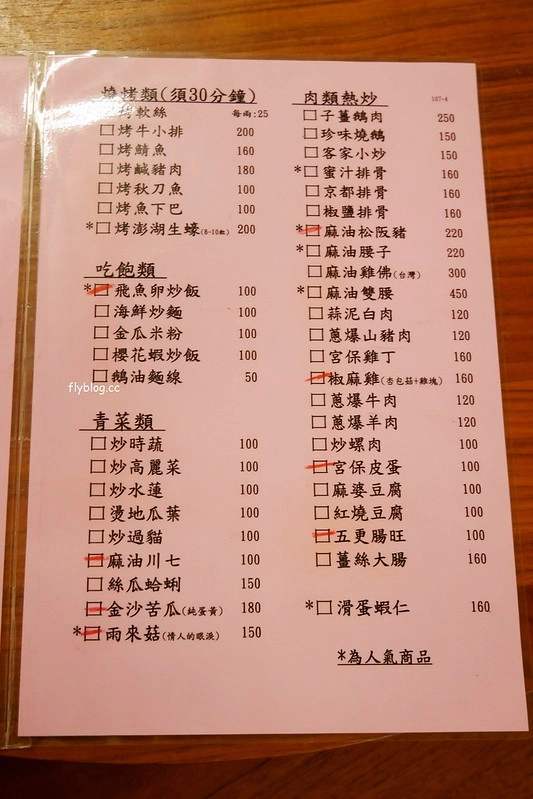 燒烤類(須30分鐘)
烤軟絲 每兩:25
烤牛小排 200
烤鯖魚 160
烤鹹豬肉 180
烤秋刀魚 100
烤魚下巴 100
*烤澎湖生蠔(8-10粒) 200
吃飽類
*飛魚卵炒飯 100
海鮮炒麵 100
金瓜米粉 100
櫻花蝦炒飯 100
鵝油麵線 50
flyblog.cc
青菜類
炒時蔬 100
炒高麗菜 100
炒水蓮 100
燙地瓜葉 100
炒過貓 100
麻油川七 100
絲瓜蛤蜊 150
金沙苦瓜(純蛋黃) 180
*雨來菇(情人的眼淚) 150
肉類熱炒 107-4
子薑鵝肉 250
珍味燒鵝 150
客家小炒 150
*蜜汁排骨 160
京都排骨 160
椒鹽排骨 160
*麻油松阪豬 220
*麻油腰子 220
麻油雞佛(台灣) 300
*麻油雙腰 450
蒜泥白肉 120
蔥爆山豬肉 120
宮保雞丁 160
椒麻雞(杏包菇+雞塊) 160
蔥爆牛肉 120
蔥爆羊肉 120
炒螺肉 100
宮保皮蛋 100
麻婆豆腐 100
紅燒豆腐 100
五更腸旺 100
薑絲大腸 160
*滑蛋蝦仁 160
*為人氣商品